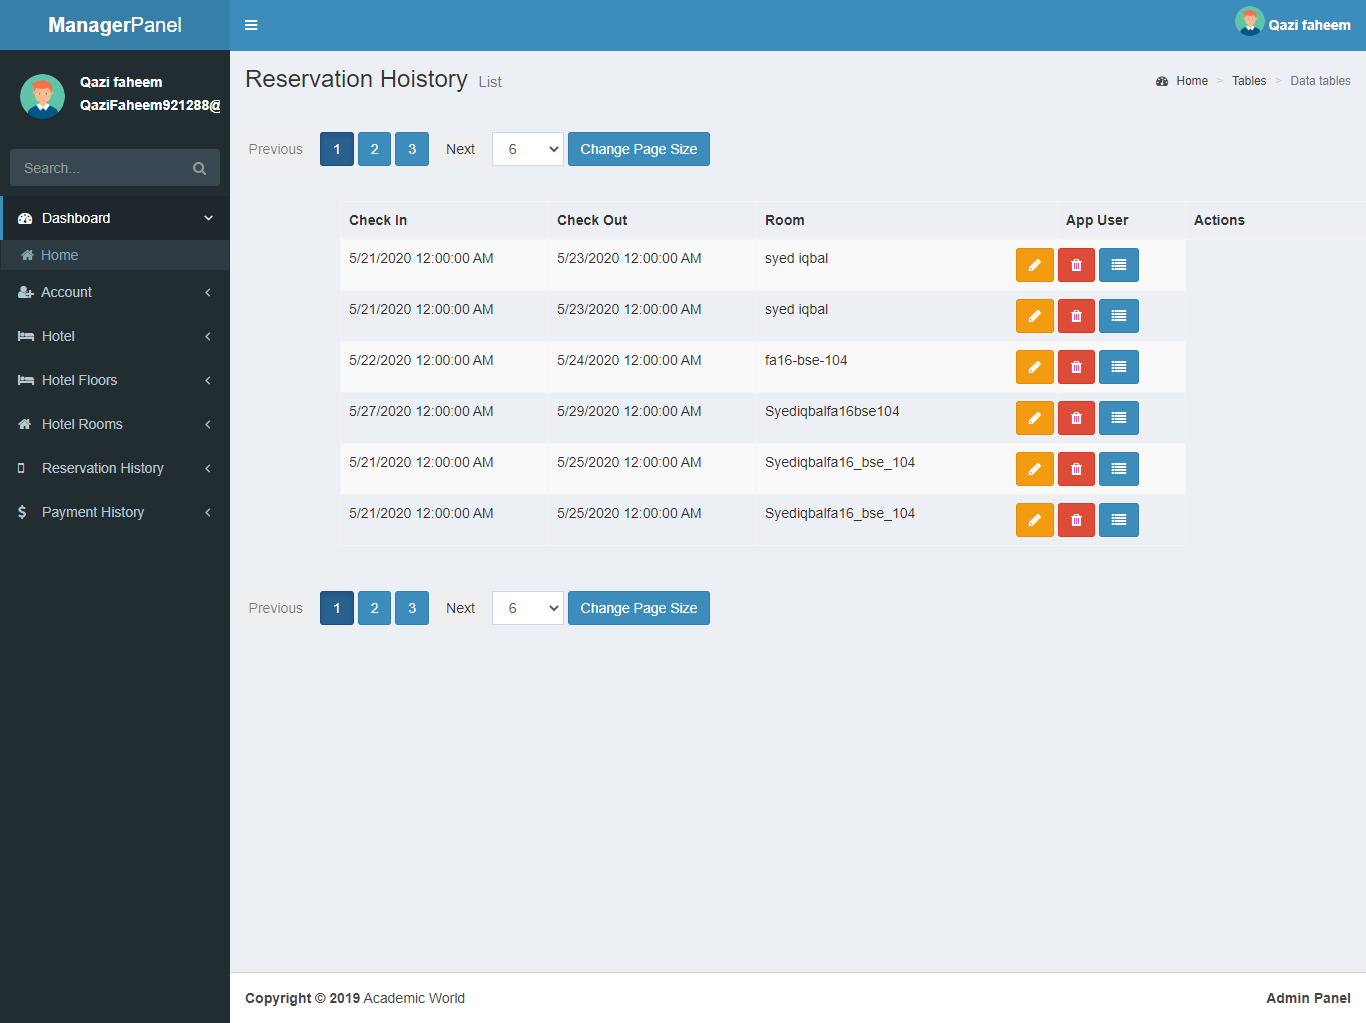 ManagerPanel
Qazi faheem
Qazi faheem
QaziFaheem921288@
Search...
Dashboard
Home
Account
Hotel
Hotel Floors
Hotel Rooms
Reservation History
Payment History
Reservation Hoistory List
Home > Tables > Data tables
Previous 1 2 3 Next 6 Change Page Size
Check In Check Out Room App User Actions
5/21/2020 12:00:00 AM 5/23/2020 12:00:00 AM syed iqbal
5/21/2020 12:00:00 AM 5/23/2020 12:00:00 AM syed iqbal
5/22/2020 12:00:00 AM 5/24/2020 12:00:00 AM fa16-bse-104
5/27/2020 12:00:00 AM 5/29/2020 12:00:00 AM Syediqbalfa16bse104
5/21/2020 12:00:00 AM 5/25/2020 12:00:00 AM Syediqbalfa16_bse_104
5/21/2020 12:00:00 AM 5/25/2020 12:00:00 AM Syediqbalfa16_bse_104
Previous 1 2 3 Next 6 Change Page Size
Copyright © 2019 Academic World
Admin Panel